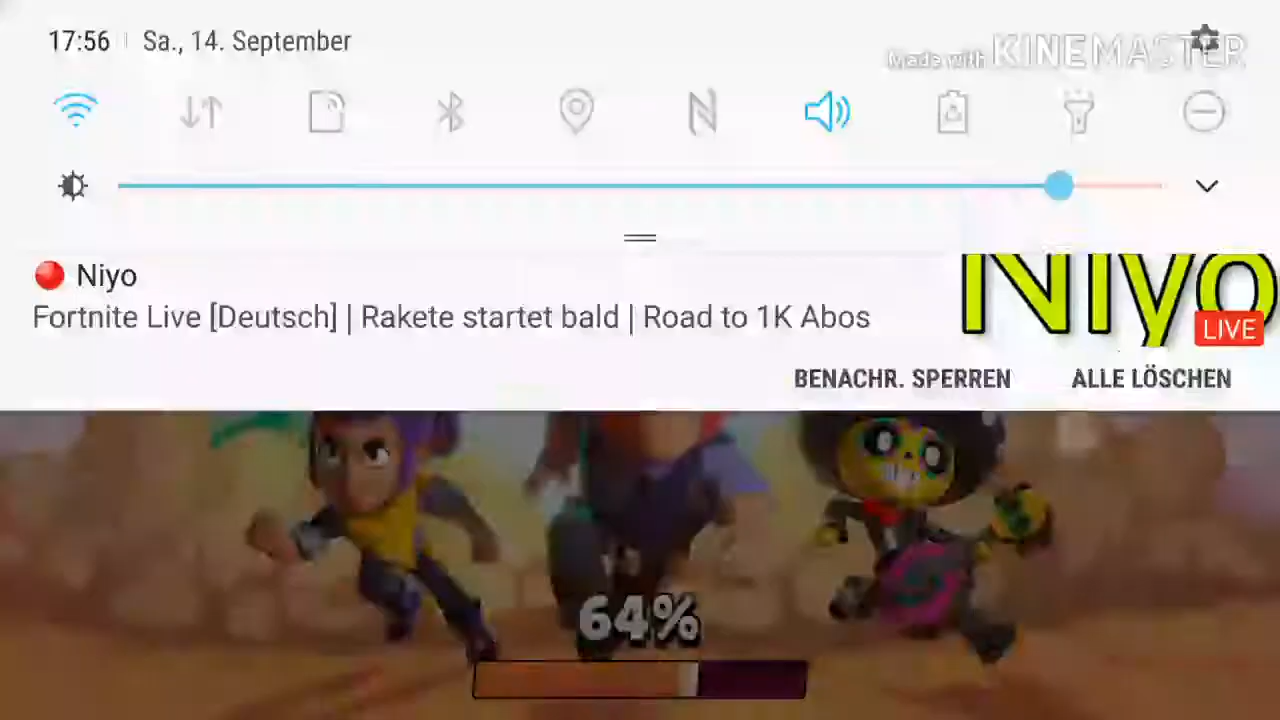 17:56 Sa., 14. September
Made with KINEMASTER
Niyo
Fortnite Live [Deutsch] | Rakete startet bald | Road to 1K Abos
Niyo
LIVE
BENACHR. SPERREN ALLE LÖSCHEN
64%